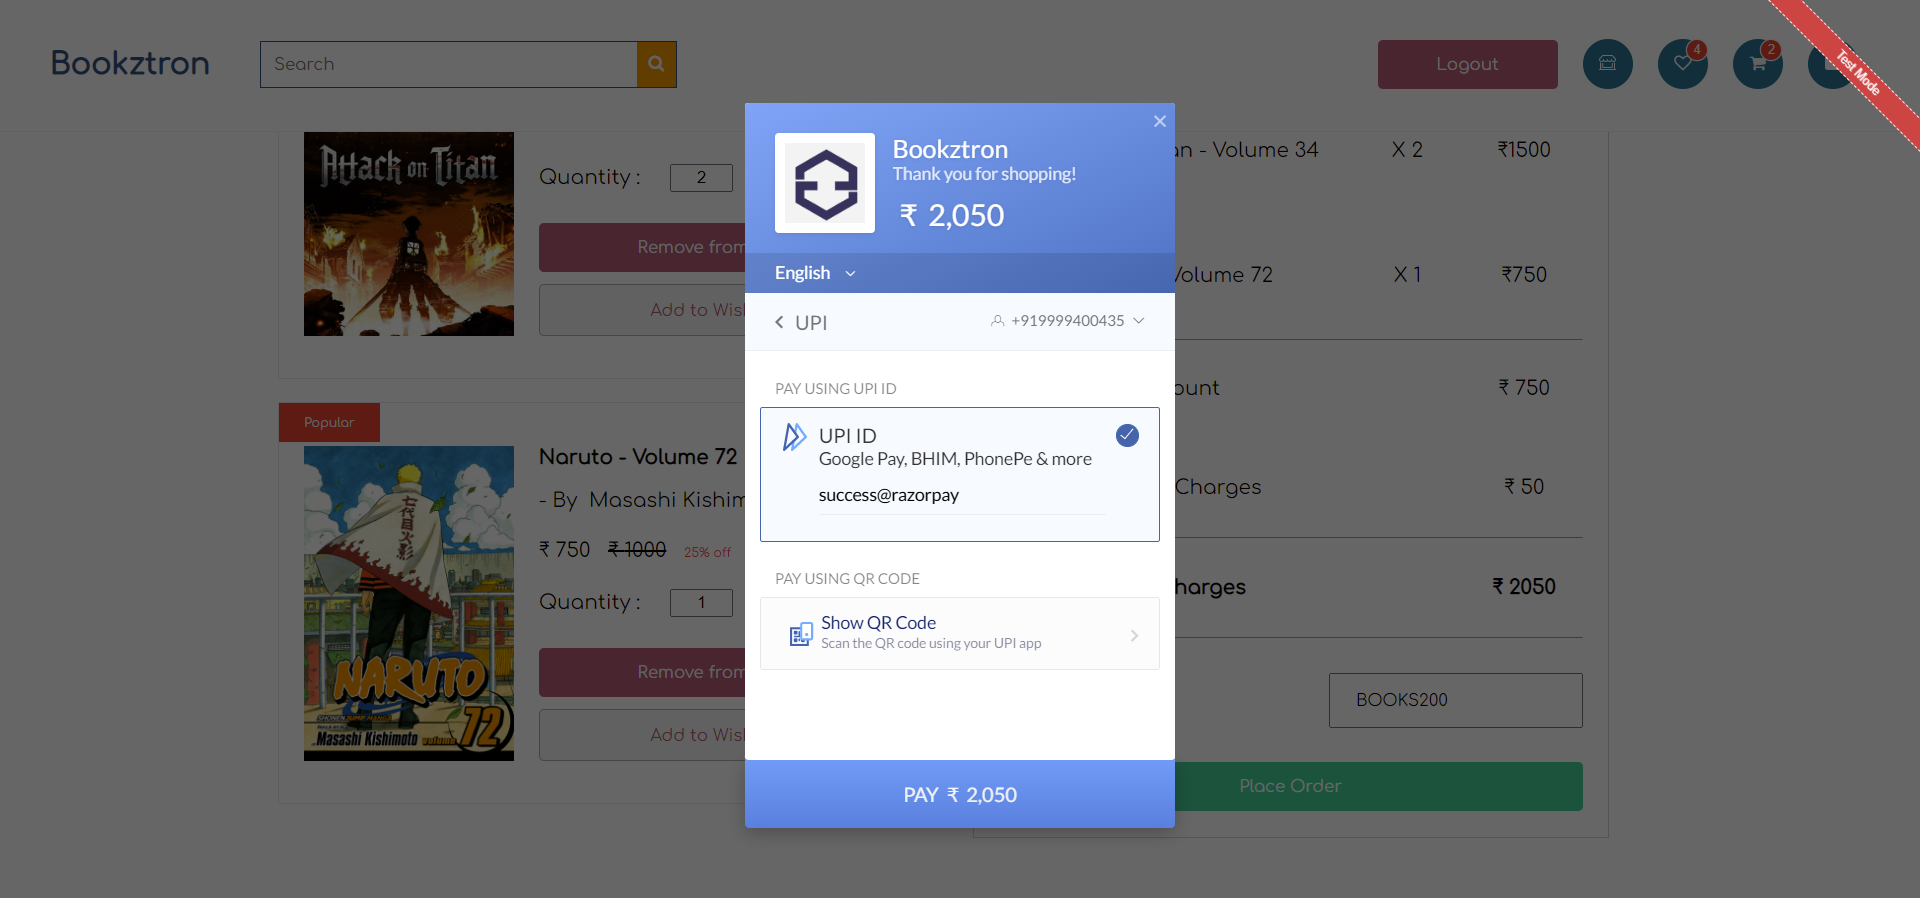 Bookztron
Search
Logout
4
2
Test Mode
Attack on Titan
Quantity :
2
Remove from
Add to Wis
Popular
NARUTO
SHONEN JUMP MANGA
Masashi Kishimoto
volume
72
Naruto - Volume 72
- By Masashi Kishim
₹ 750
₹ 1000
25% off
Quantity :
1
Remove from
Add to Wis
Bookztron
Thank you for shopping!
₹ 2,050
English
UPI
+919999400435
PAY USING UPI ID
UPI ID
Google Pay, BHIM, PhonePe & more
success@razorpay
PAY USING QR CODE
Show QR Code
Scan the QR code using your UPI app
PAY ₹ 2,050
an - Volume 34
X 2
₹1500
Volume 72
X 1
₹750
ount
₹ 750
Charges
₹ 50
harges
₹ 2050
BOOKS200
Place Order